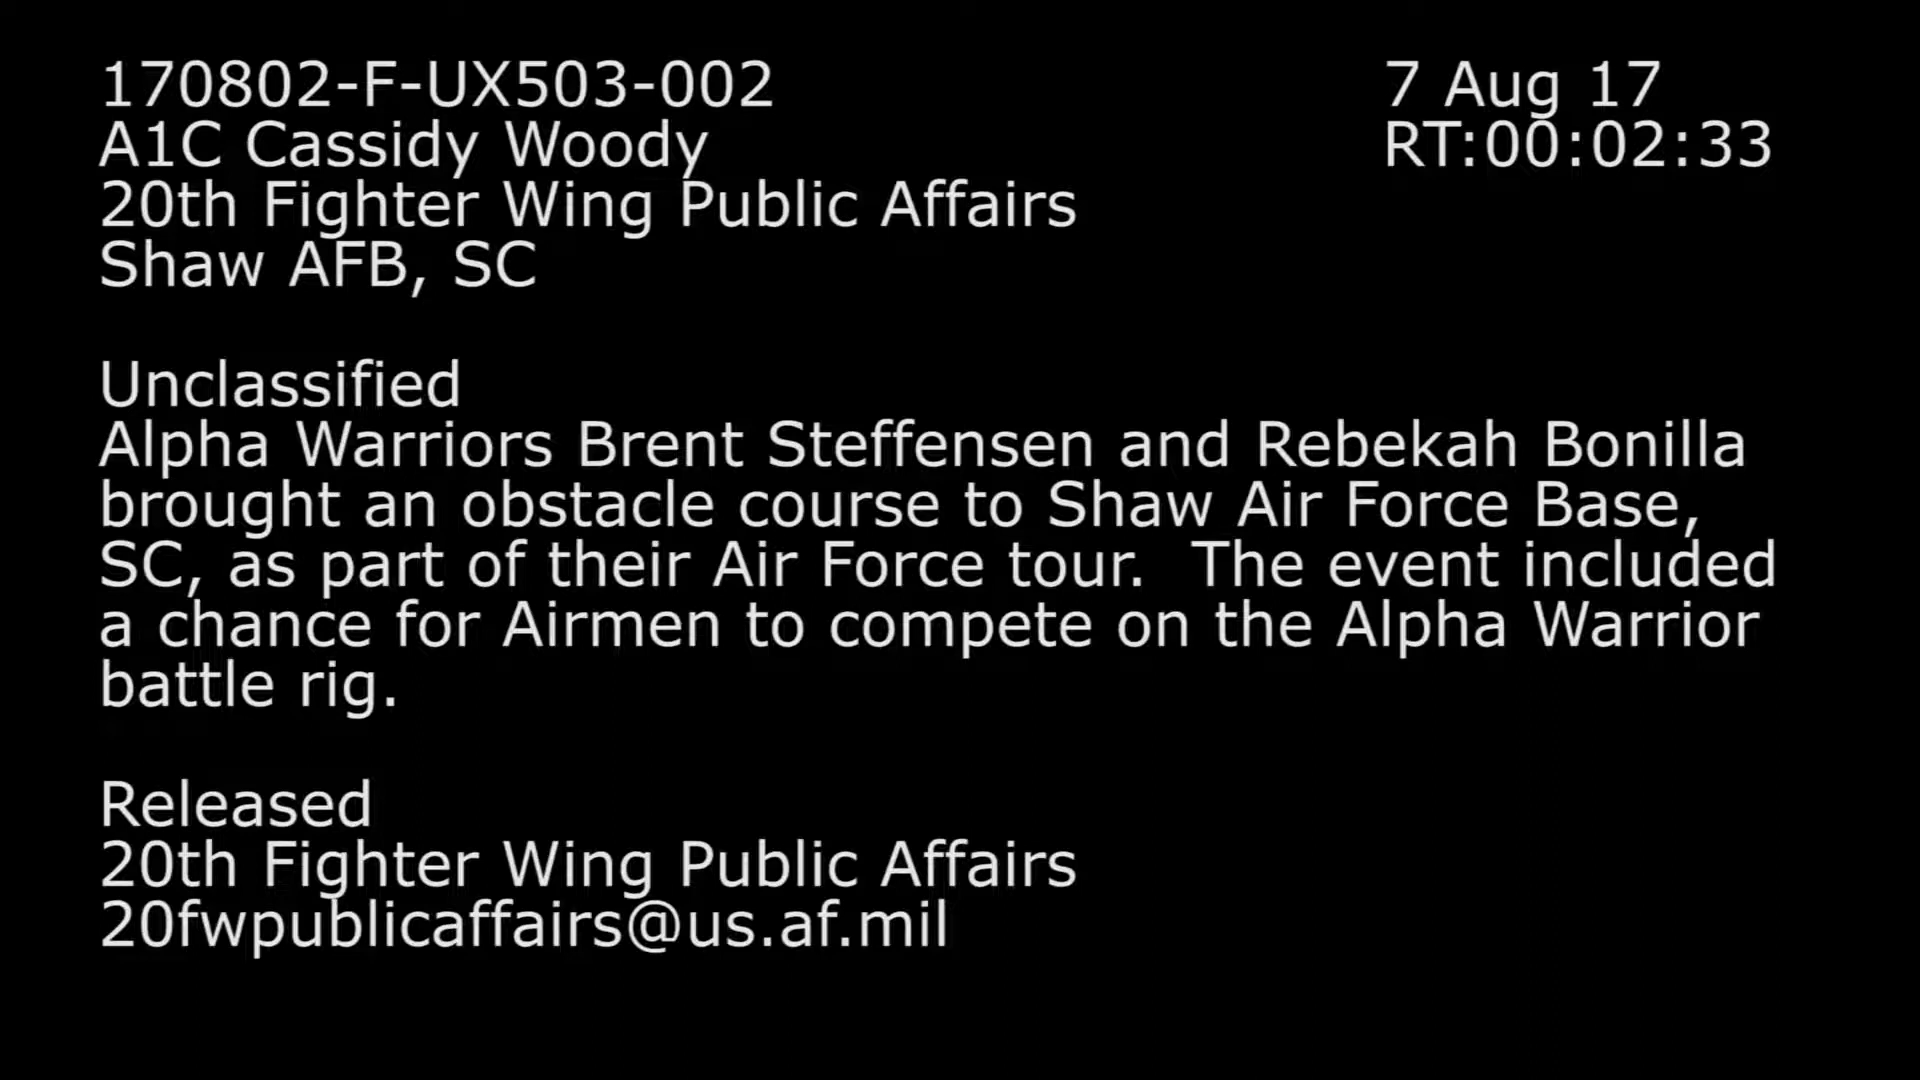 170802-F-UX503-002
7 Aug 17
A1C Cassidy Woody
RT:00:02:33
20th Fighter Wing Public Affairs
Shaw AFB, SC
Unclassified
Alpha Warriors Brent Steffensen and Rebekah Bonilla
brought an obstacle course to Shaw Air Force Base,
SC, as part of their Air Force tour.  The event included
a chance for Airmen to compete on the Alpha Warrior
battle rig.
Released
20th Fighter Wing Public Affairs
20fwpublicaffairs@us.af.mil